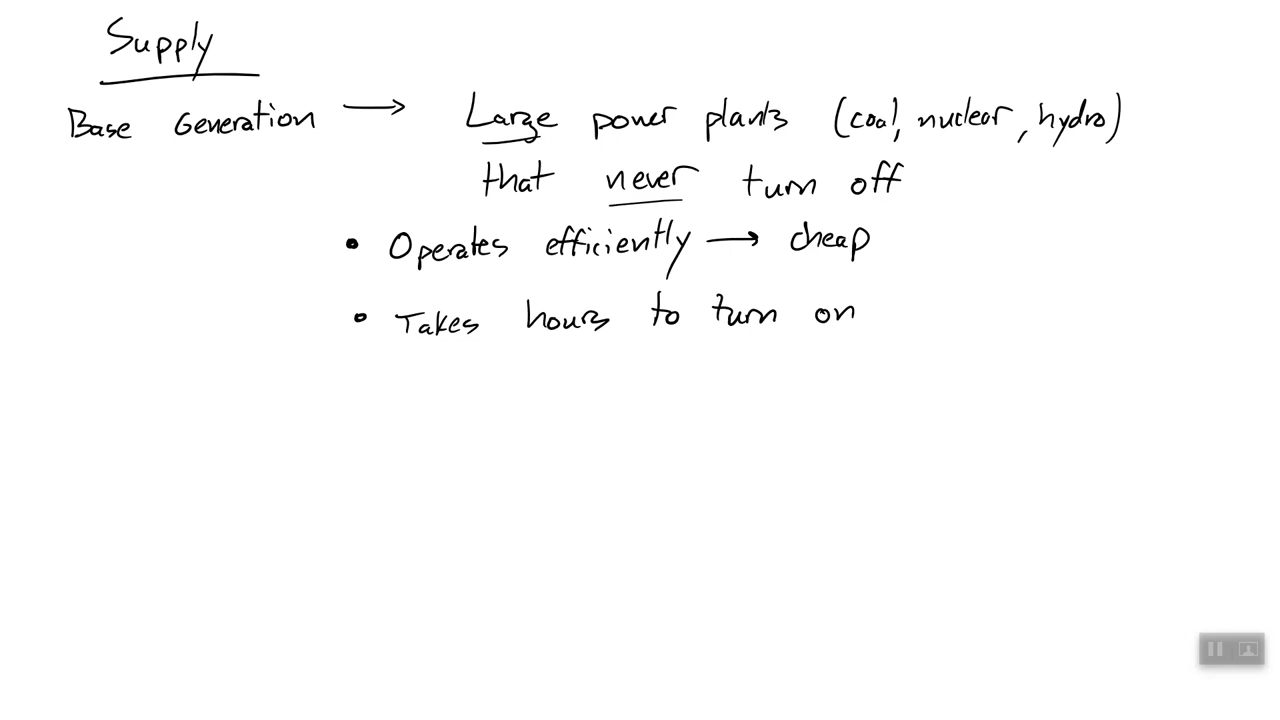 Supply
Base Generation → Large power plants (coal, nuclear, hydro)
that never turn off
• Operates efficiently → cheap
• Takes hours to turn on